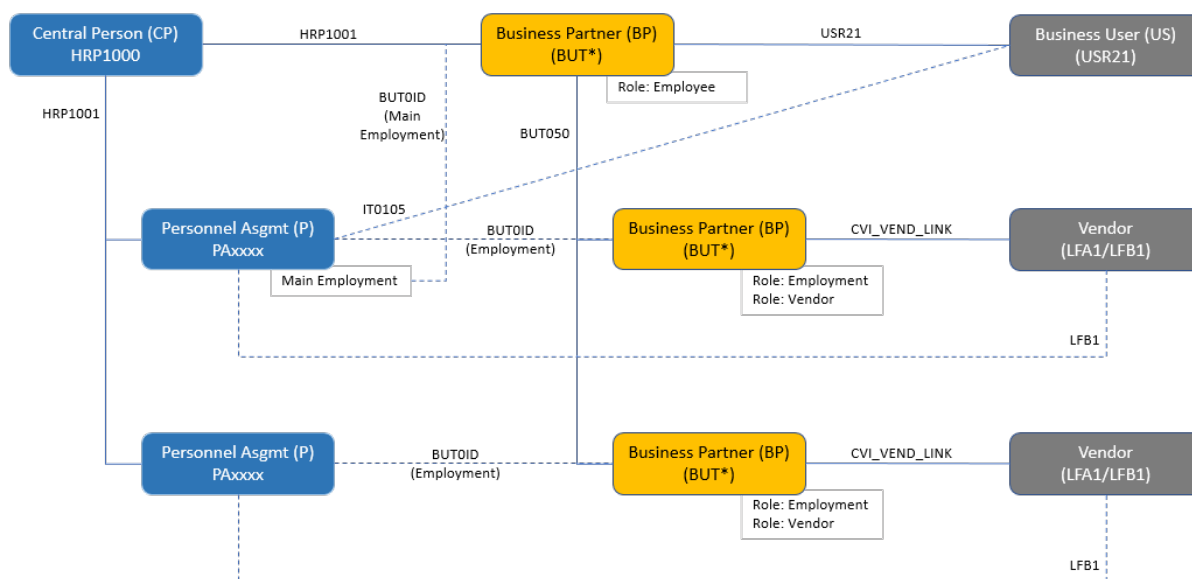 Central Person (CP)
HRP1000
HRP1001
Business Partner (BP)
(BUT*)
USR21
Business User (US)
(USR21)
Role: Employee
HRP1001
BUT0ID
(Main
Employment)
BUT050
IT0105
Personnel Asgmt (P)
PAxxxx
Main Employment
BUT0ID
(Employment)
Business Partner (BP)
(BUT*)
CVI_VEND_LINK
Vendor
(LFA1/LFB1)
Role: Employment
Role: Vendor
LFB1
Personnel Asgmt (P)
PAxxxx
BUT0ID
(Employment)
Business Partner (BP)
(BUT*)
CVI_VEND_LINK
Vendor
(LFA1/LFB1)
Role: Employment
Role: Vendor
LFB1